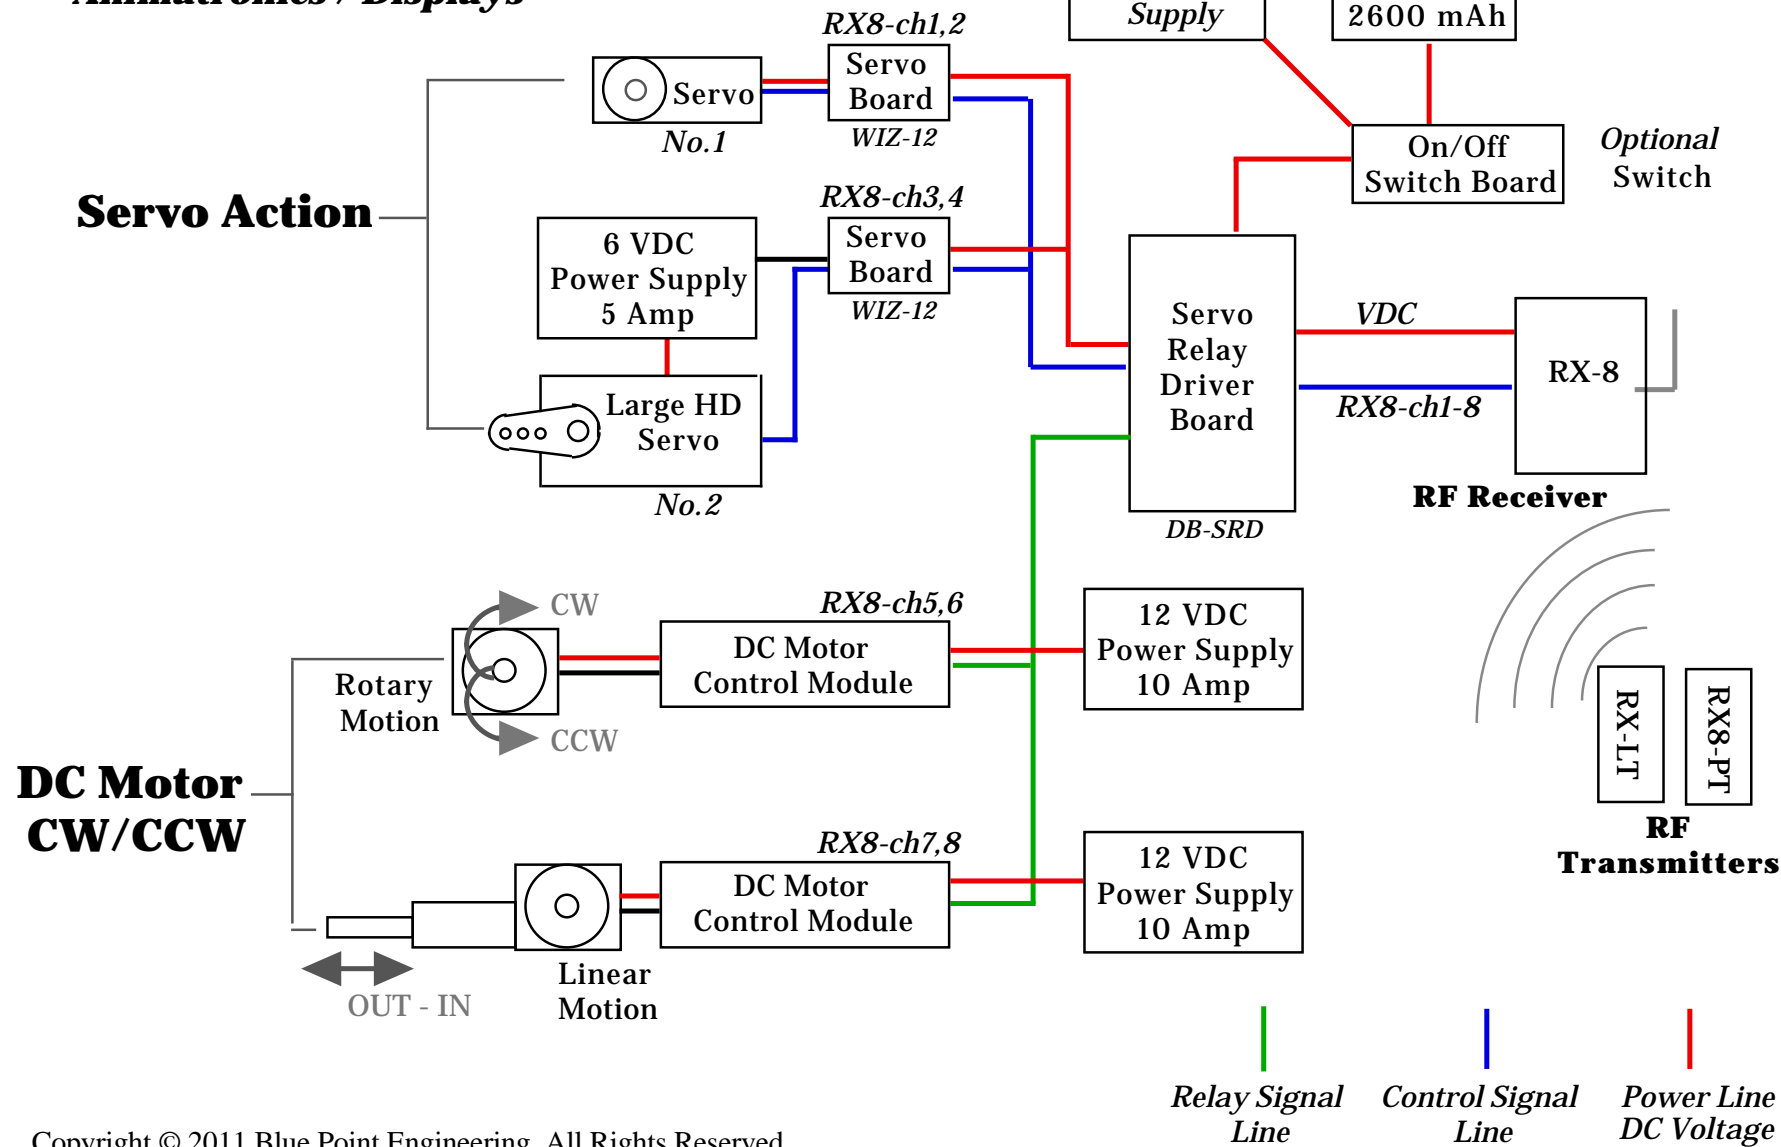 Animatronics / Displays
RX8-ch1,2
Supply
2600 mAh
Servo
Servo
Board
No.1
WIZ-12
On/Off
Switch Board
Optional
Switch
Servo Action
RX8-ch3,4
6 VDC
Power Supply
5 Amp
Servo
Board
WIZ-12
Large HD
Servo
No.2
Servo
Relay
Driver
Board
DB-SRD
VDC
RX8-ch1-8
RX-8
RF Receiver
CW
CCW
Rotary
Motion
RX8-ch5,6
DC Motor
Control Module
12 VDC
Power Supply
10 Amp
RX-LT
RX8-PT
RF
Transmitters
DC Motor
CW/CCW
RX8-ch7,8
DC Motor
Control Module
12 VDC
Power Supply
10 Amp
Linear
Motion
OUT - IN
Relay Signal
Line
Control Signal
Line
Power Line
DC Voltage
Copyright © 2011 Blue Point Engineering, All Rights Reserved